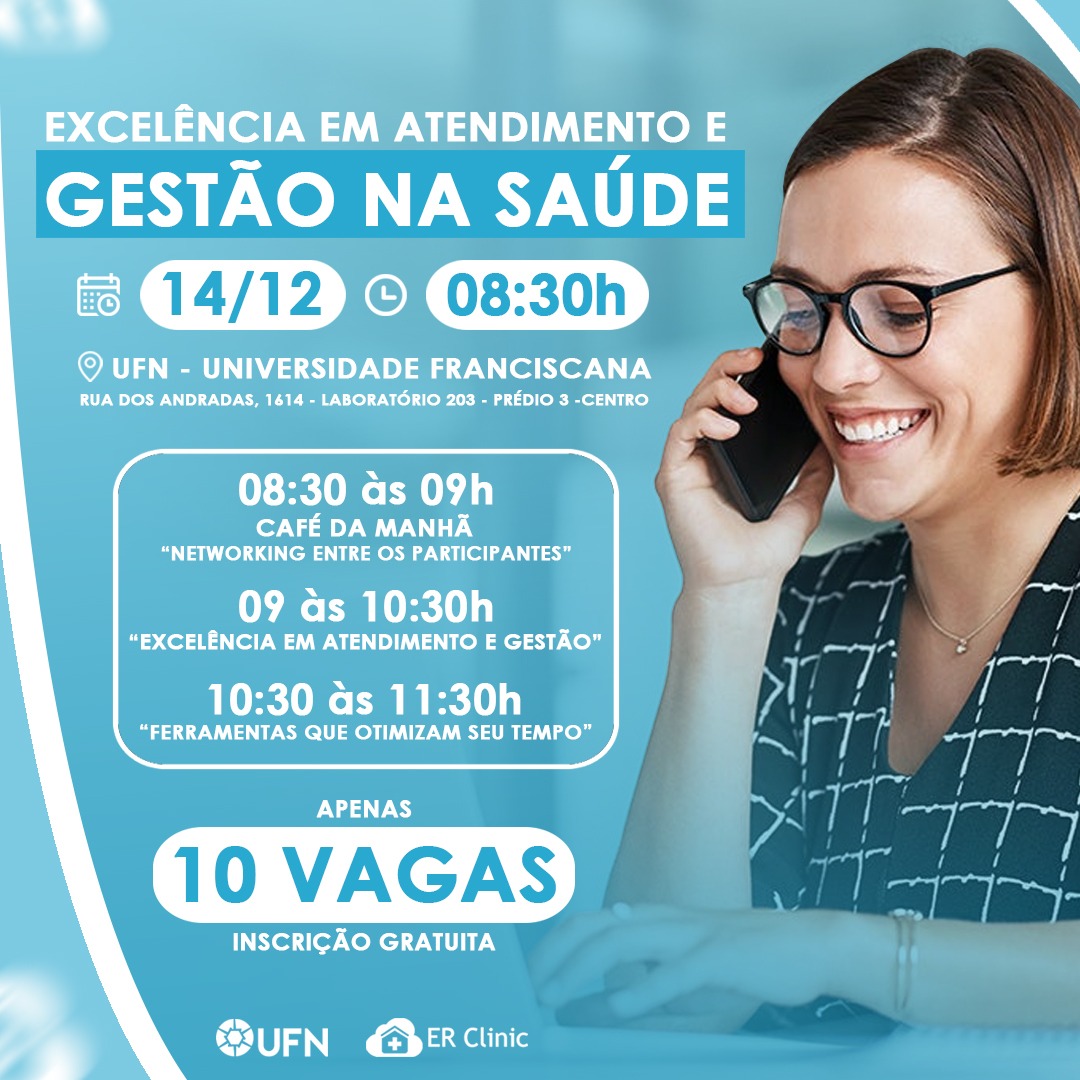 EXCELÊNCIA EM ATENDIMENTO E
GESTÃO NA SAÚDE
14/12 08:30h
UFN - UNIVERSIDADE FRANCISCANA
RUA DOS ANDRADAS, 1614 - LABORATÓRIO 203 - PRÉDIO 3 -CENTRO
08:30 às 09h
CAFÉ DA MANHÃ
“NETWORKING ENTRE OS PARTICIPANTES”
09 às 10:30h
“EXCELÊNCIA EM ATENDIMENTO E GESTÃO”
10:30 às 11:30h
“FERRAMENTAS QUE OTIMIZAM SEU TEMPO”
APENAS
10 VAGAS
INSCRIÇÃO GRATUITA
UFN ER Clinic